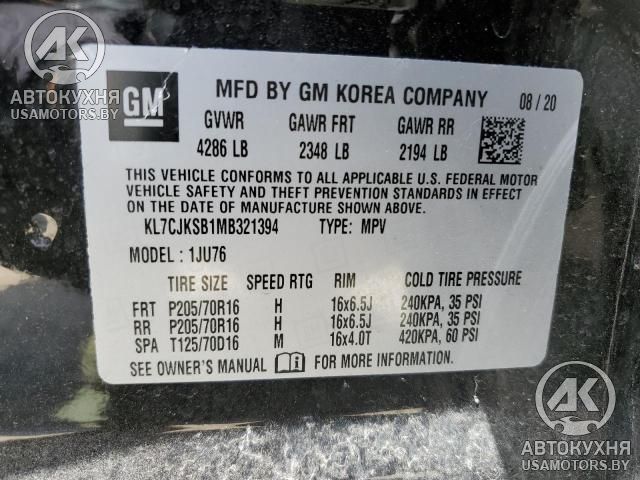 AK
АВТОКУХНЯ
USAMOTORS.BY
GM
MFD BY GM KOREA COMPANY 08 / 20
GVWR GAWR FRT GAWR RR
4286 LB 2348 LB 2194 LB
THIS VEHICLE CONFORMS TO ALL APPLICABLE U.S. FEDERAL MOTOR
VEHICLE SAFETY AND THEFT PREVENTION STANDARDS IN EFFECT
ON THE DATE OF MANUFACTURE SHOWN ABOVE.
KL7CJKSB1MB321394 TYPE: MPV
MODEL : 1JU76
TIRE SIZE SPEED RTG RIM COLD TIRE PRESSURE
FRT P205/70R16 H 16x6.5J 240KPA, 35 PSI
RR P205/70R16 H 16x6.5J 240KPA, 35 PSI
SPA T125/70D16 M 16x4.0T 420KPA, 60 PSI
SEE OWNER'S MANUAL FOR MORE INFORMATION.
AK
АВТОКУХНЯ
USAMOTORS.BY